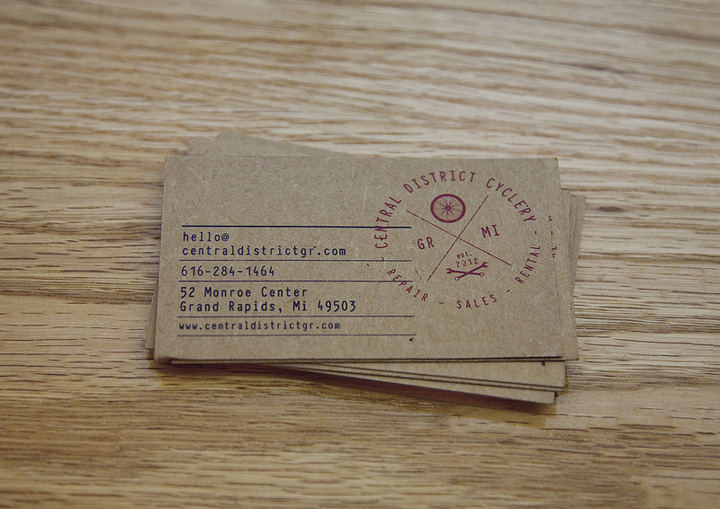 hello@
centraldistrictgr.com
616-284-1464
52 Monroe Center
Grand Rapids, Mi 49503
www.centraldistrictgr.com
CENTRAL DISTRICT CYCLERY
GR
MI
EST.
2012
- REPAIR - SALES - RENTAL -